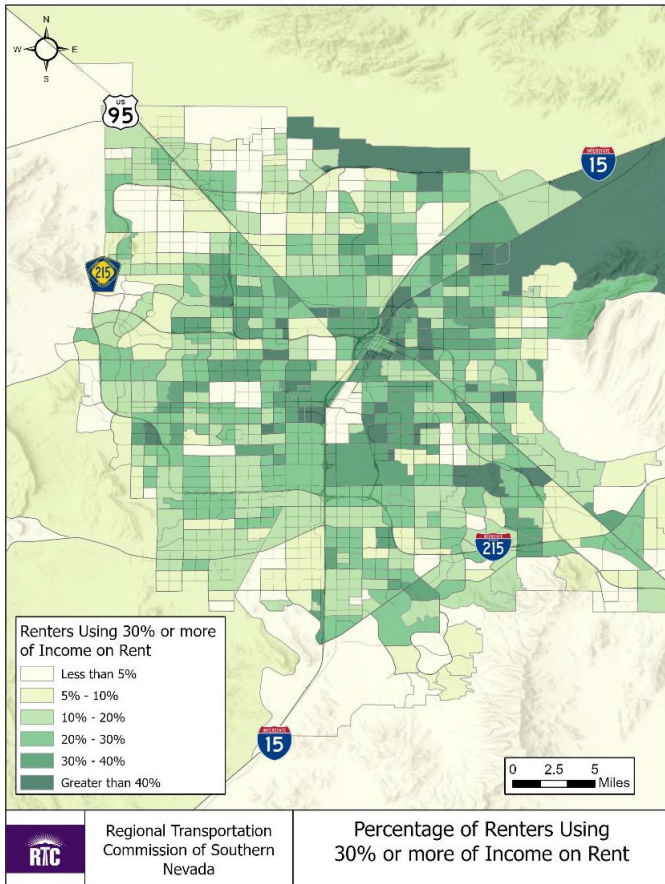 N
W E
S
US
95
INTERSTATE
15
215
INTERSTATE
215
Renters Using 30% or more
of Income on Rent
Less than 5%
5% - 10%
10% - 20%
20% - 30%
30% - 40%
Greater than 40%
INTERSTATE
15
0 2.5 5
Miles
RTC
Regional Transportation
Commission of Southern
Nevada
Percentage of Renters Using
30% or more of Income on Rent